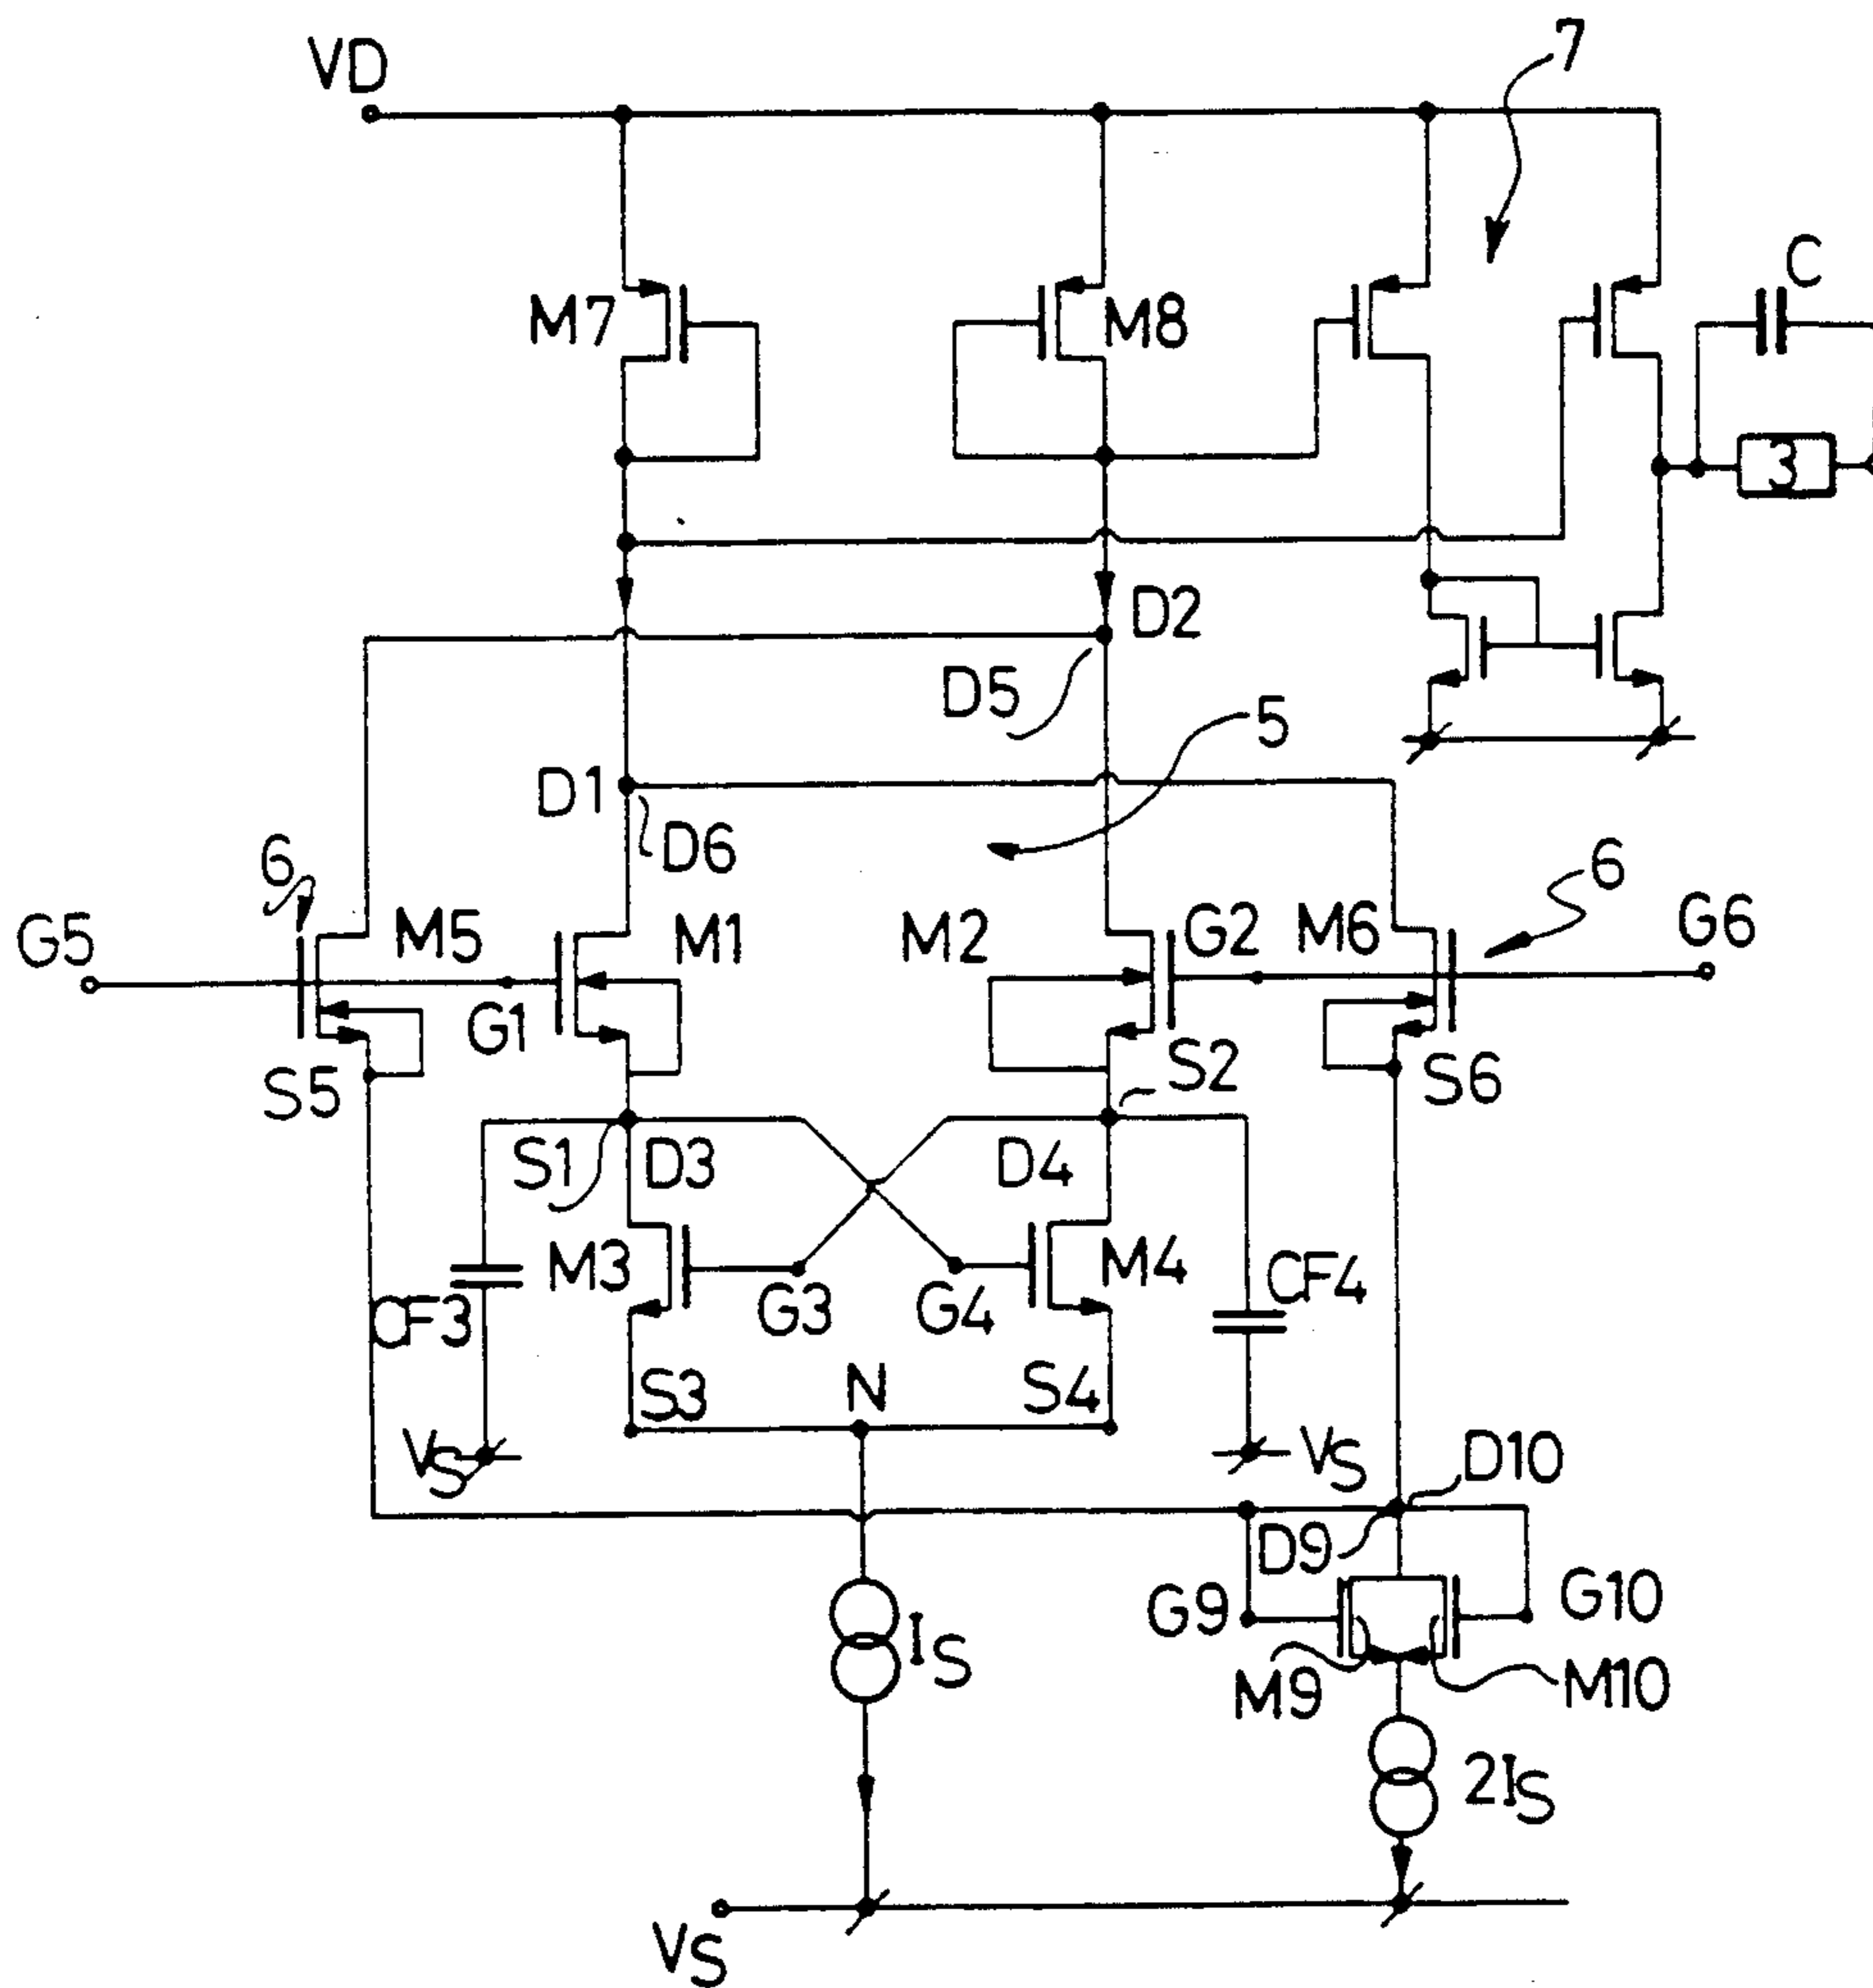 VD
7
C
M7
M8
3
D2
D5
5
D1
D6
6
6
G5
M5
M1
M2
G2
M6
G6
G1
S5
S2
S6
S1
D3
D4
M3
M4
CF3
G3
G4
CF4
S3
N
S4
VS
VS
D10
D9
G9
G10
IS
M9
M10
2IS
VS